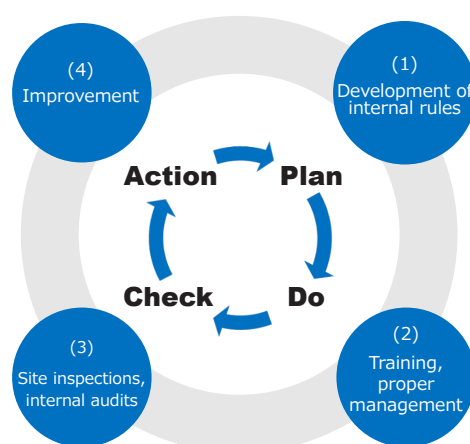 (4)
Improvement
(1)
Development of
internal rules
Action
Plan
Check
Do
(3)
Site inspections,
internal audits
(2)
Training,
proper
management